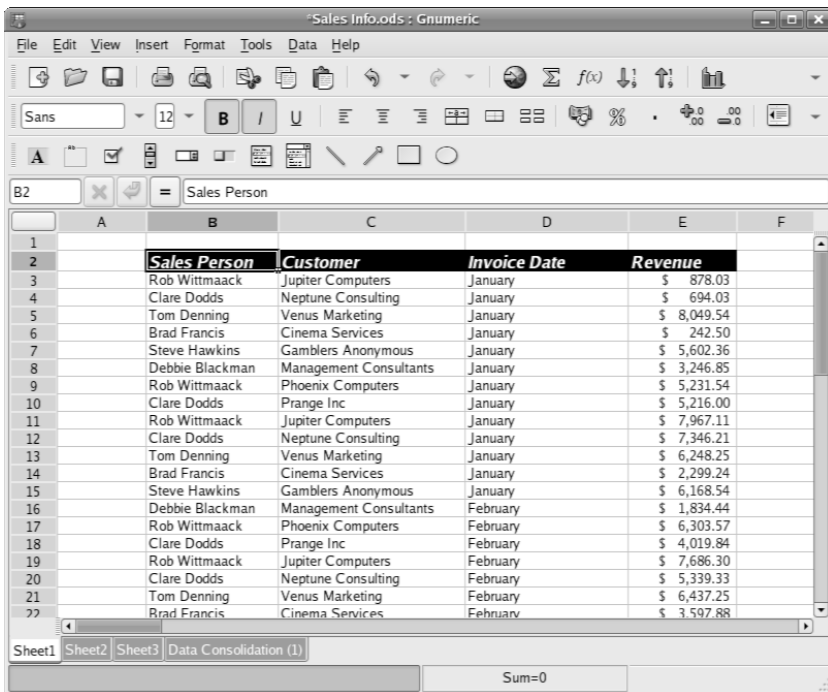 *Sales Info.ods : Gnumeric
File Edit View Insert Format Tools Data Help
f(x)
Sans 12 B I U %
A
B2 = Sales Person
A B C D E F
1
2 Sales Person Customer Invoice Date Revenue
3 Rob Wittmaack Jupiter Computers January $ 878.03
4 Clare Dodds Neptune Consulting January $ 694.03
5 Tom Denning Venus Marketing January $ 8,049.54
6 Brad Francis Cinema Services January $ 242.50
7 Steve Hawkins Gamblers Anonymous January $ 5,602.36
8 Debbie Blackman Management Consultants January $ 3,246.85
9 Rob Wittmaack Phoenix Computers January $ 5,231.54
10 Clare Dodds Prange Inc January $ 5,216.00
11 Rob Wittmaack Jupiter Computers January $ 7,967.11
12 Clare Dodds Neptune Consulting January $ 7,346.21
13 Tom Denning Venus Marketing January $ 6,248.25
14 Brad Francis Cinema Services January $ 2,299.24
15 Steve Hawkins Gamblers Anonymous January $ 6,168.54
16 Debbie Blackman Management Consultants February $ 1,834.44
17 Rob Wittmaack Phoenix Computers February $ 6,303.57
18 Clare Dodds Prange Inc February $ 4,019.84
19 Rob Wittmaack Jupiter Computers February $ 7,686.30
20 Clare Dodds Neptune Consulting February $ 5,339.33
21 Tom Denning Venus Marketing February $ 6,437.25
22 Brad Francis Cinema Services February $ 3,597.88
Sheet1 Sheet2 Sheet3 Data Consolidation (1)
Sum=0